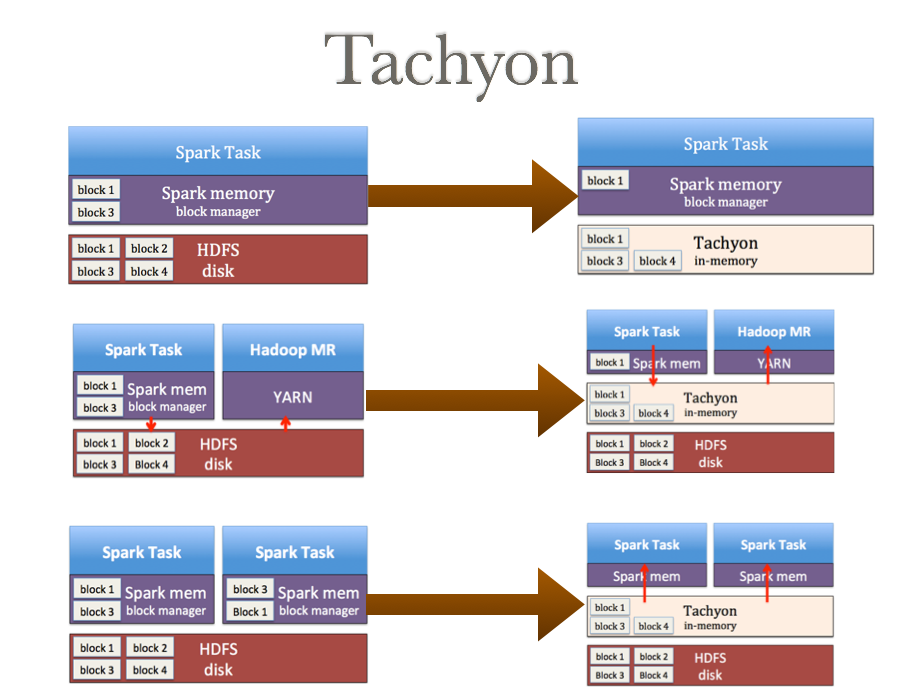 Tachyon
Spark Task
block 1
block 3
Spark memory
block manager
block 1 block 2
block 3 block 4
HDFS
disk
Spark Task
block 1
Spark memory
block manager
block 1
block 3 block 4
Tachyon
in-memory
Spark Task
block 1
block 3
Spark mem
block manager
Hadoop MR
YARN
block 1 block 2
block 3 Block 4
HDFS
disk
Spark Task
block 1 Spark mem
Hadoop MR
YARN
block 1
block 3 block 4
Tachyon
in-memory
block 1 block 2
Block 3 Block 4
HDFS
disk
Spark Task
block 1
block 3
Spark mem
block manager
Spark Task
block 3
Block 1
Spark mem
block manager
block 1 block 2
block 3 block 4
HDFS
disk
Spark Task
Spark mem
Spark Task
Spark mem
block 1
block 3 block 4
Tachyon
in-memory
block 1 block 2
Block 3 Block 4
HDFS
disk